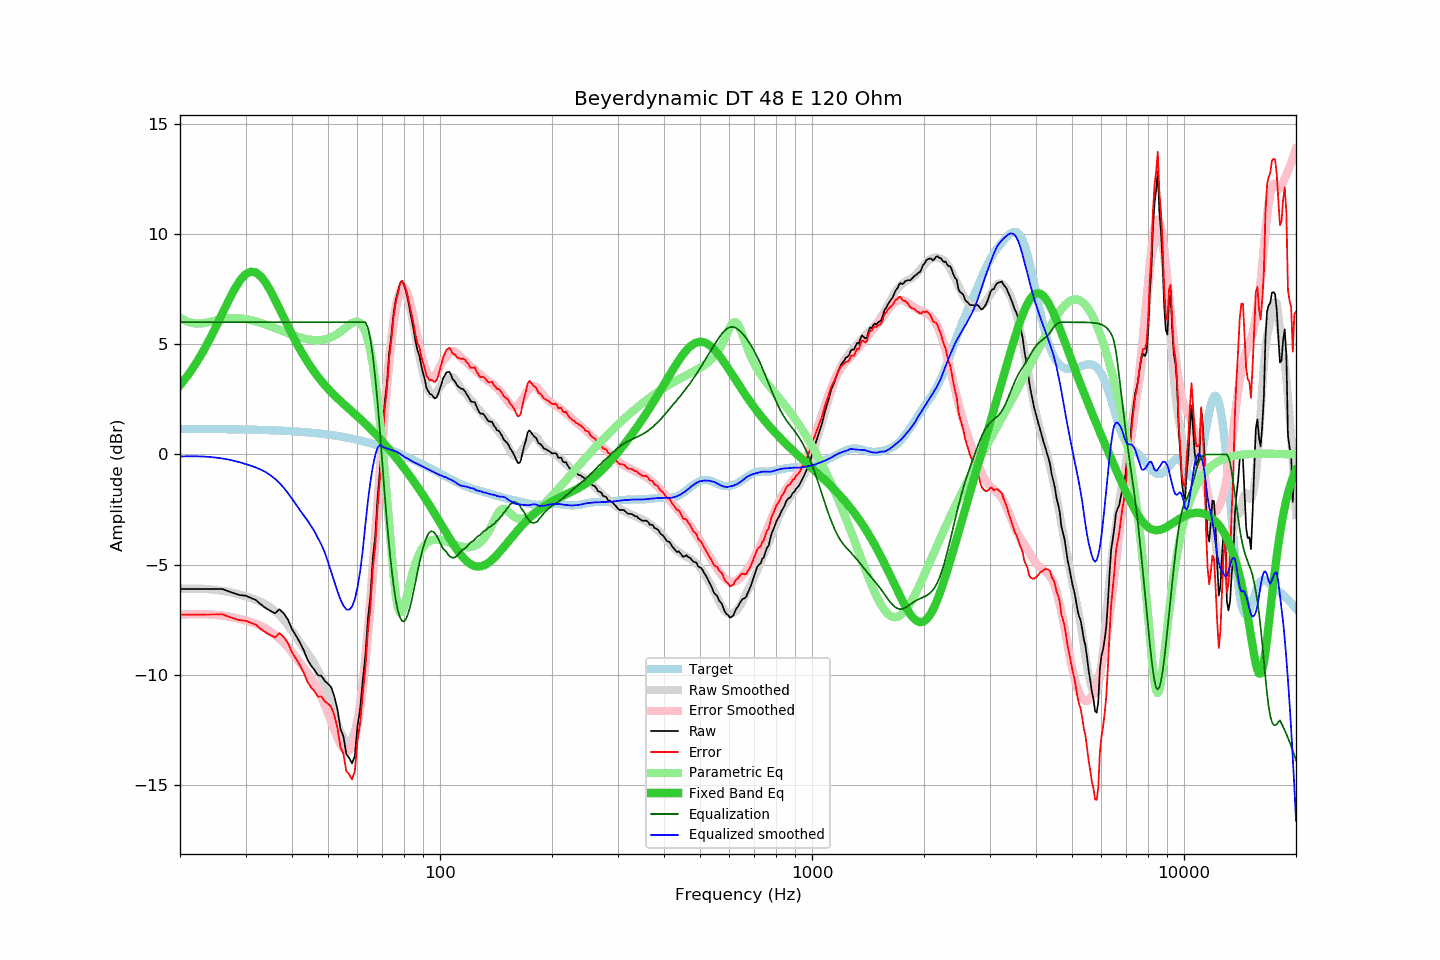 Beyerdynamic DT 48 E 120 Ohm
15
10
5
0
−5
−10
−15
Amplitude (dBr)
Target
Raw Smoothed
Error Smoothed
Raw
Error
Parametric Eq
Fixed Band Eq
Equalization
Equalized smoothed
100
1000
10000
Frequency (Hz)